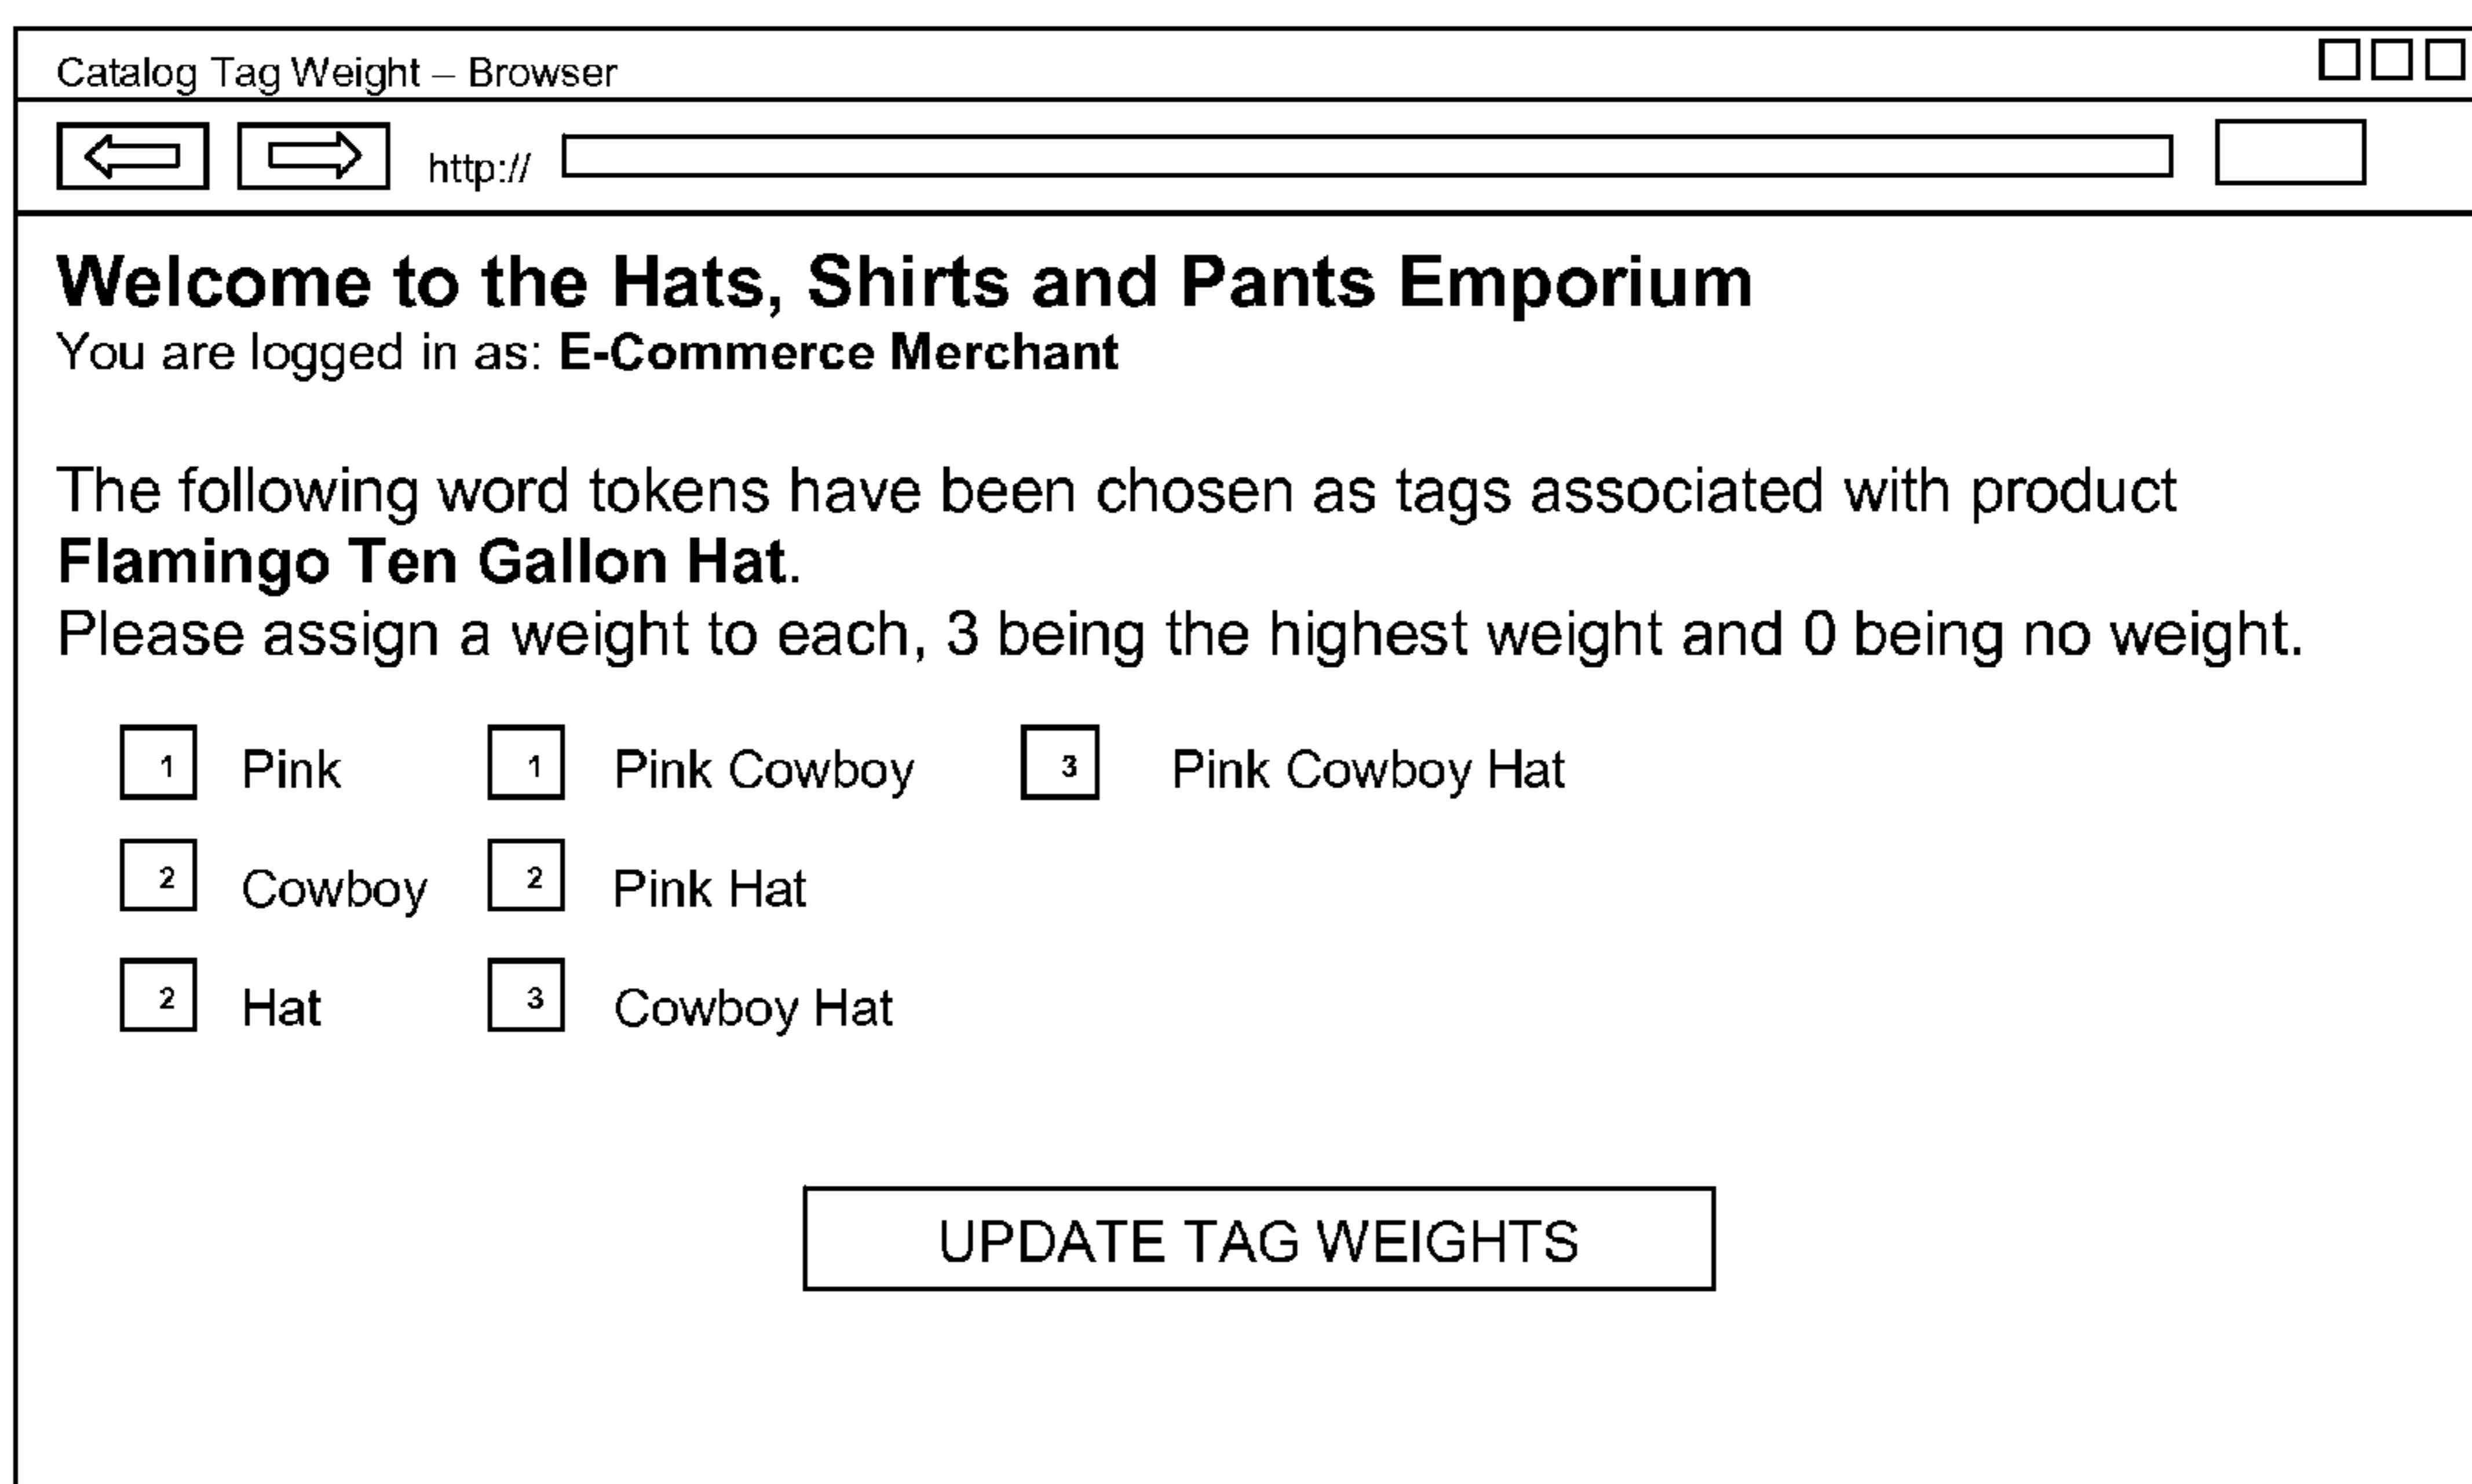 Catalog Tag Weight – Browser
http://
Welcome to the Hats, Shirts and Pants Emporium
You are logged in as: E-Commerce Merchant
The following word tokens have been chosen as tags associated with product
Flamingo Ten Gallon Hat.
Please assign a weight to each, 3 being the highest weight and 0 being no weight.
1 Pink 1 Pink Cowboy 3 Pink Cowboy Hat
2 Cowboy 2 Pink Hat
2 Hat 3 Cowboy Hat
UPDATE TAG WEIGHTS